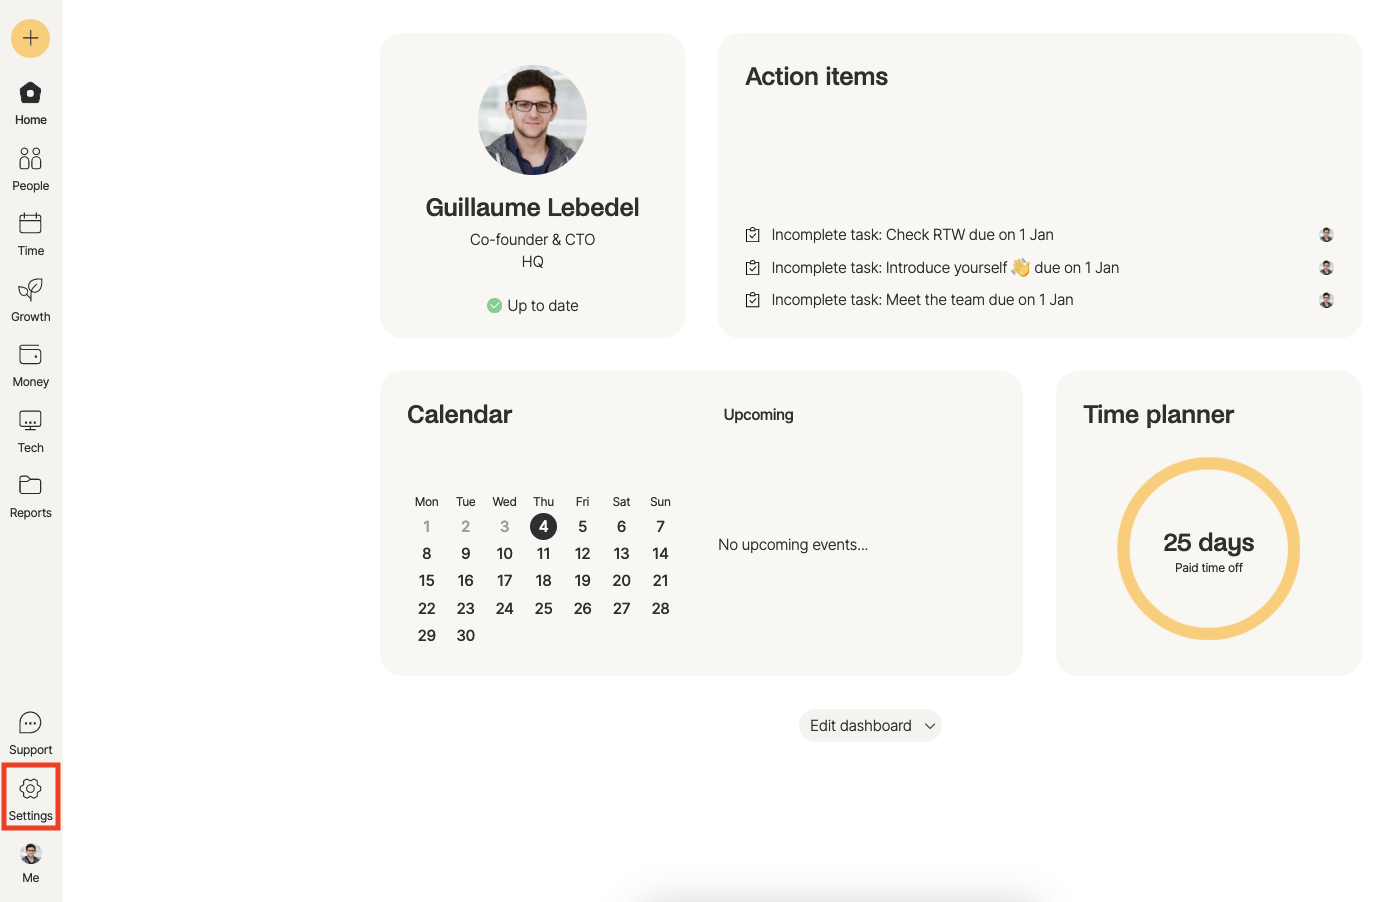 Home
People
Time
Growth
Money
Tech
Reports
Support
Settings
Me
Guillaume Lebedel
Co-founder & CTO
HQ
Up to date
Action items
Incomplete task: Check RTW due on 1 Jan
Incomplete task: Introduce yourself 👋 due on 1 Jan
Incomplete task: Meet the team due on 1 Jan
Calendar
Mon Tue Wed Thu Fri Sat Sun
1 2 3 4 5 6 7
8 9 10 11 12 13 14
15 16 17 18 19 20 21
22 23 24 25 26 27 28
29 30
Upcoming
No upcoming events...
Time planner
25 days
Paid time off
Edit dashboard